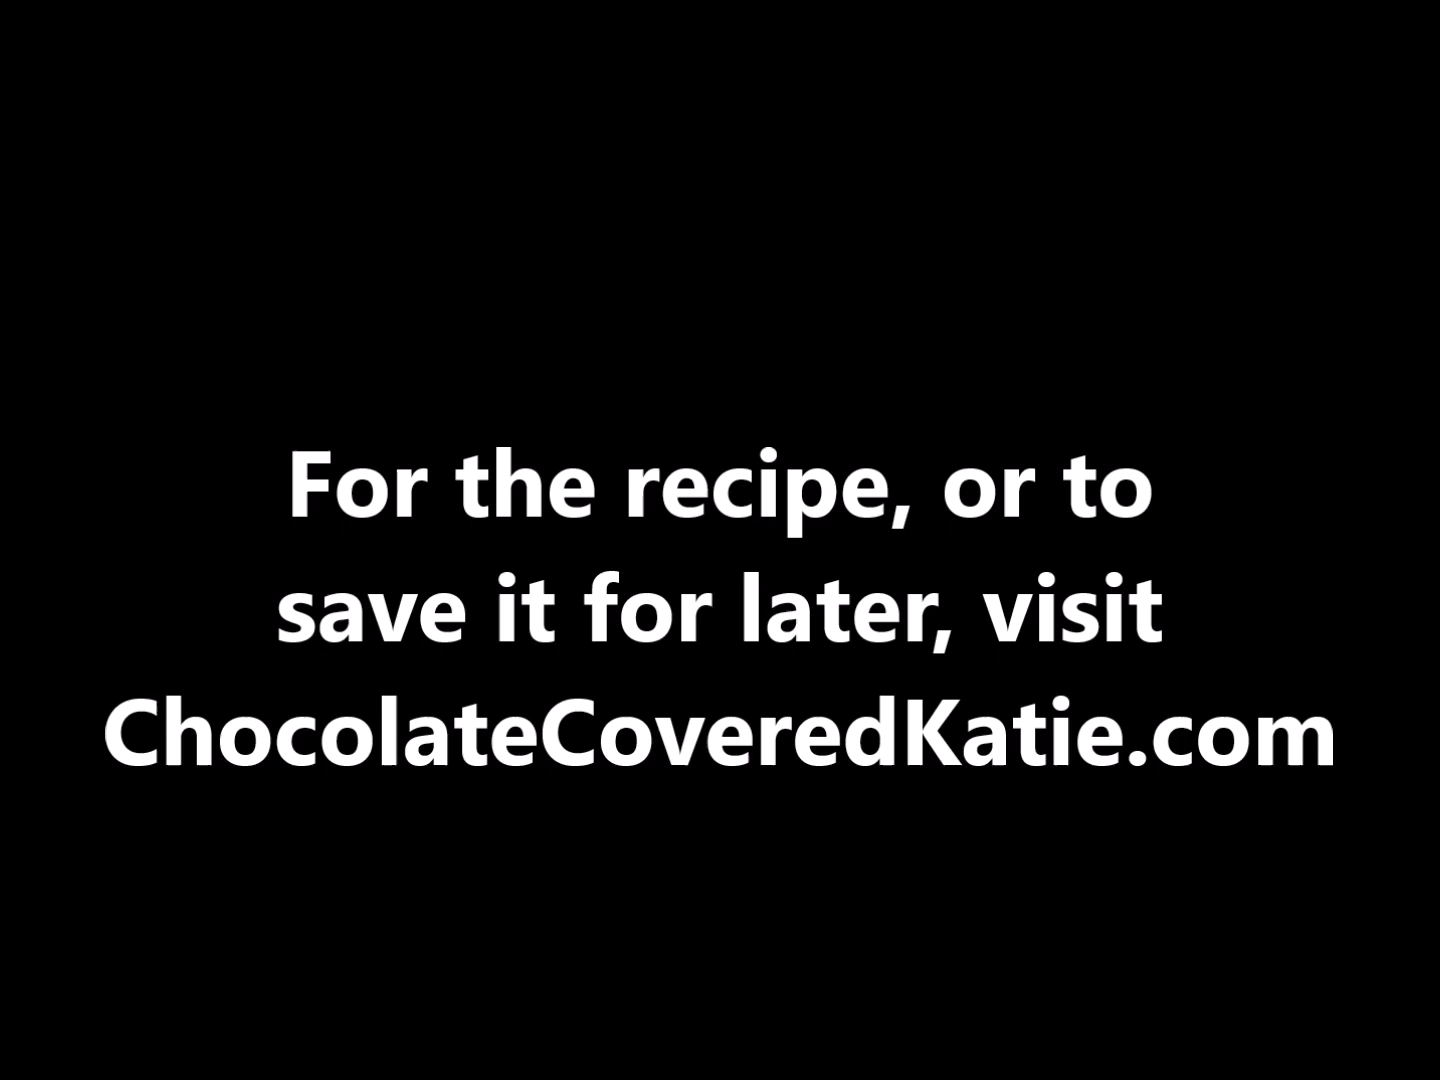 For the recipe, or to
save it for later, visit
ChocolateCoveredKatie.com